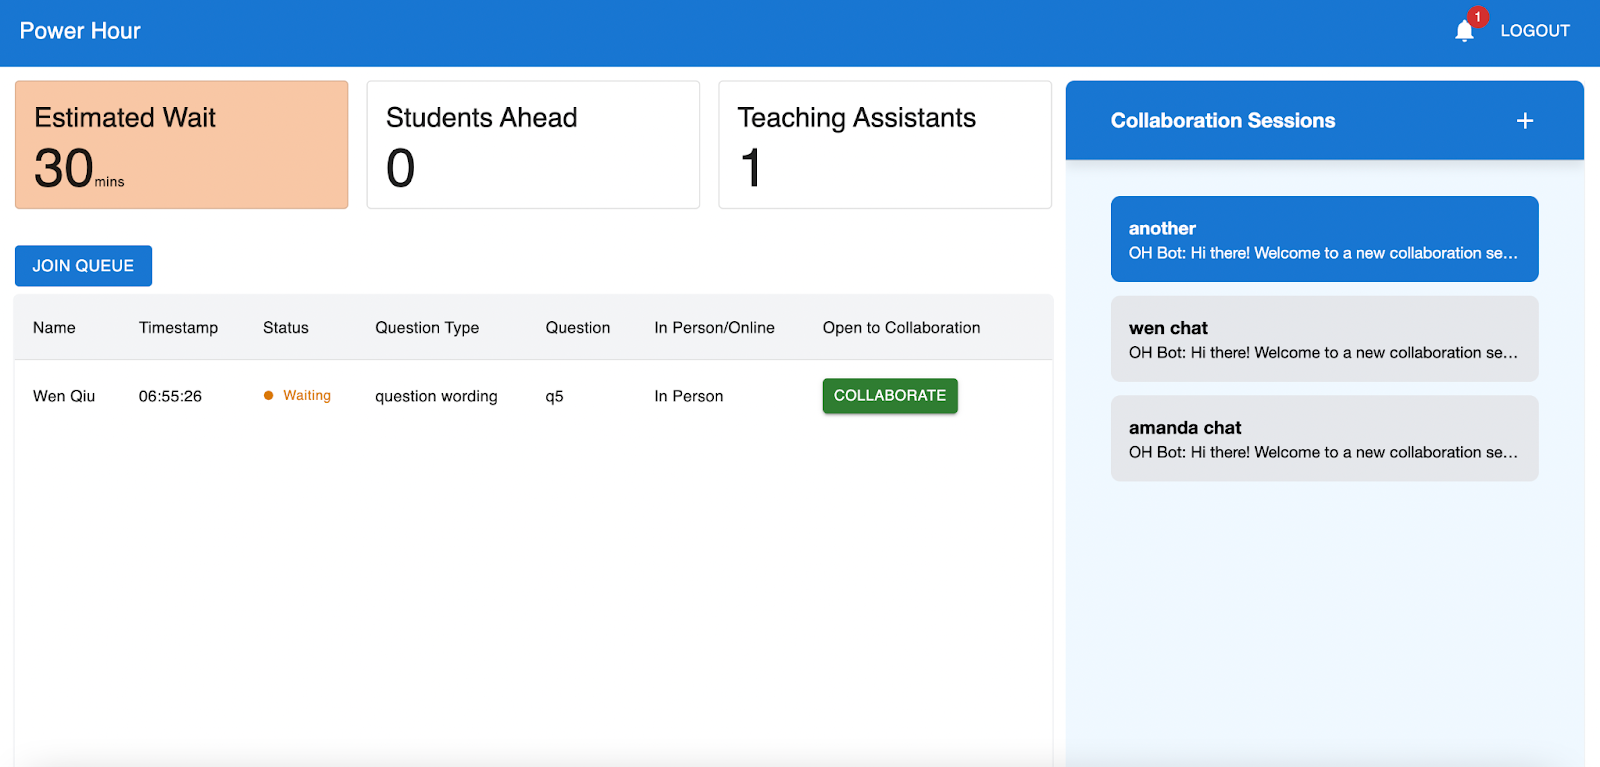 Power Hour
1
LOGOUT
Estimated Wait
30 mins
Students Ahead
0
Teaching Assistants
1
JOIN QUEUE
Name Timestamp Status Question Type Question In Person/Online Open to Collaboration
Wen Qiu 06:55:26 Waiting question wording q5 In Person COLLABORATE
Collaboration Sessions +
another
OH Bot: Hi there! Welcome to a new collaboration se...
wen chat
OH Bot: Hi there! Welcome to a new collaboration se...
amanda chat
OH Bot: Hi there! Welcome to a new collaboration se...